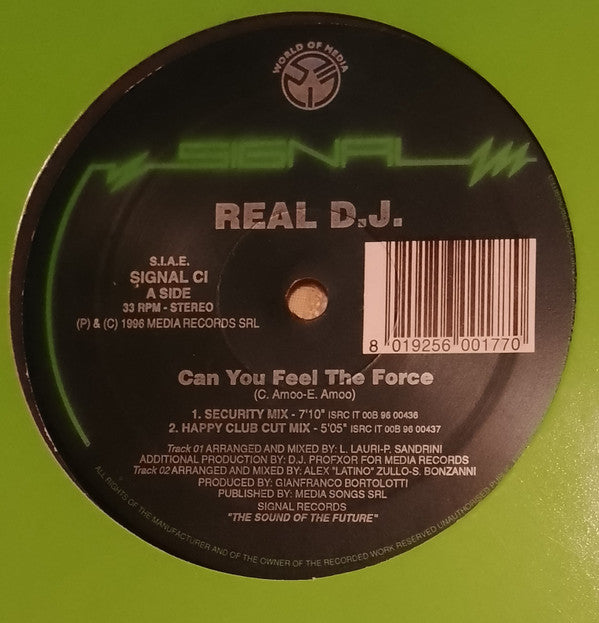 WORLD OF MEDIA
SIGNAL
REAL D.J.
S.I.A.E.
SIGNAL CI
A SIDE
33 RPM - STEREO
(P) & (C) 1996 MEDIA RECORDS SRL
8 019256 001770
Can You Feel The Force
(C. Amoo-E. Amoo)
1. SECURITY MIX - 7'10" ISRC IT 00B 96 00436
2. HAPPY CLUB CUT MIX - 5'05" ISRC IT 00B 96 00437
Track 01 ARRANGED AND MIXED BY: L. LAURI-P. SANDRINI
ADDITIONAL PRODUCTION BY: D.J. PROFXOR FOR MEDIA RECORDS
Track 02 ARRANGED AND MIXED BY: ALEX "LATINO" ZULLO-S. BONZANNI
PRODUCED BY: GIANFRANCO BORTOLOTTI
PUBLISHED BY: MEDIA SONGS SRL
SIGNAL RECORDS
"THE SOUND OF THE FUTURE"
ALL RIGHTS OF THE MANUFACTURER AND OF THE OWNER OF THE RECORDED WORK RESERVED UNAUTHORISED